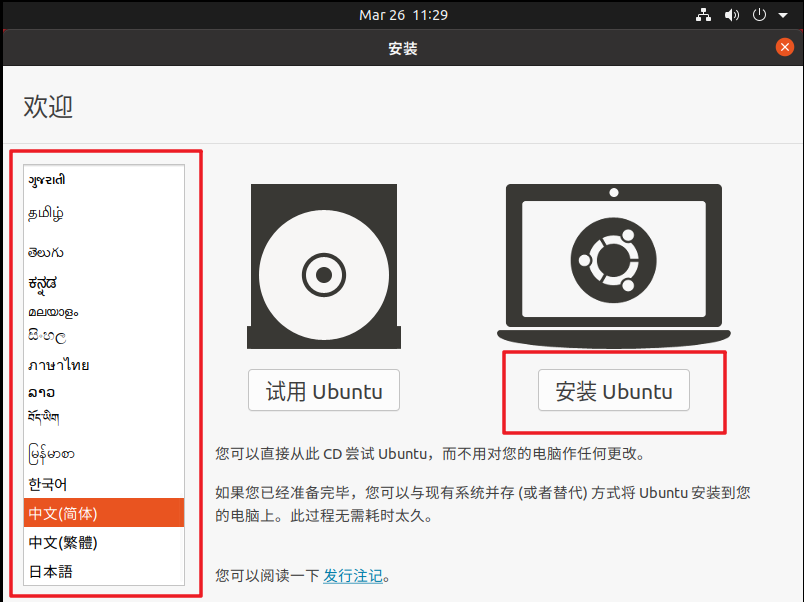 Mar 26 11:29
安装
欢迎
ગુજરાતી
தமிழ்
తెలుగు
ಕನ್ನಡ
മലയാളം
සිංහල
ภาษาไทย
ລາວ
བོད་ཡིག
မြန်မာစာ
한국어
中文(简体)
中文(繁體)
日本語
试用 Ubuntu
安装 Ubuntu
您可以直接从此 CD 尝试 Ubuntu，而不用对您的电脑作任何更改。
如果您已经准备完毕，您可以与现有系统并存 (或者替代) 方式将 Ubuntu 安装到您
的电脑上。此过程无需耗时太久。
您可以阅读一下 发行注记。